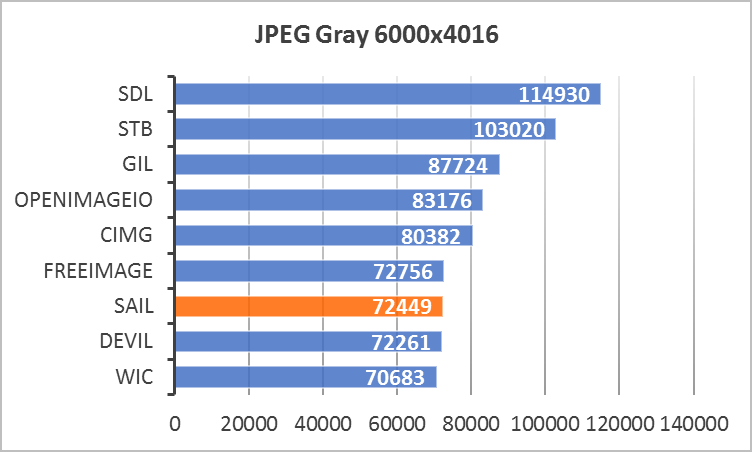 JPEG Gray 6000x4016
SDL 114930
STB 103020
GIL 87724
OPENIMAGEIO 83176
CIMG 80382
FREEIMAGE 72756
SAIL 72449
DEVIL 72261
WIC 70683
0 20000 40000 60000 80000 100000 120000 140000